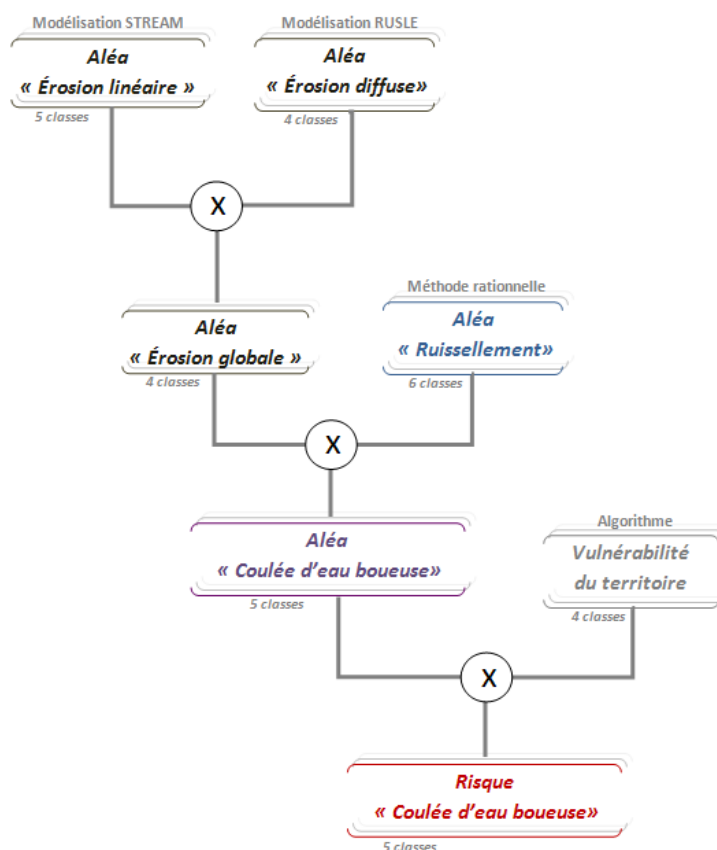 Modélisation STREAM
Aléa
« Érosion linéaire »
5 classes
Modélisation RUSLE
Aléa
« Érosion diffuse»
4 classes
X
Aléa
« Érosion globale »
4 classes
Méthode rationnelle
Aléa
« Ruissellement»
6 classes
X
Aléa
« Coulée d'eau boueuse»
5 classes
Algorithme
Vulnérabilité
du territoire
4 classes
X
Risque
« Coulée d'eau boueuse»
5 classes